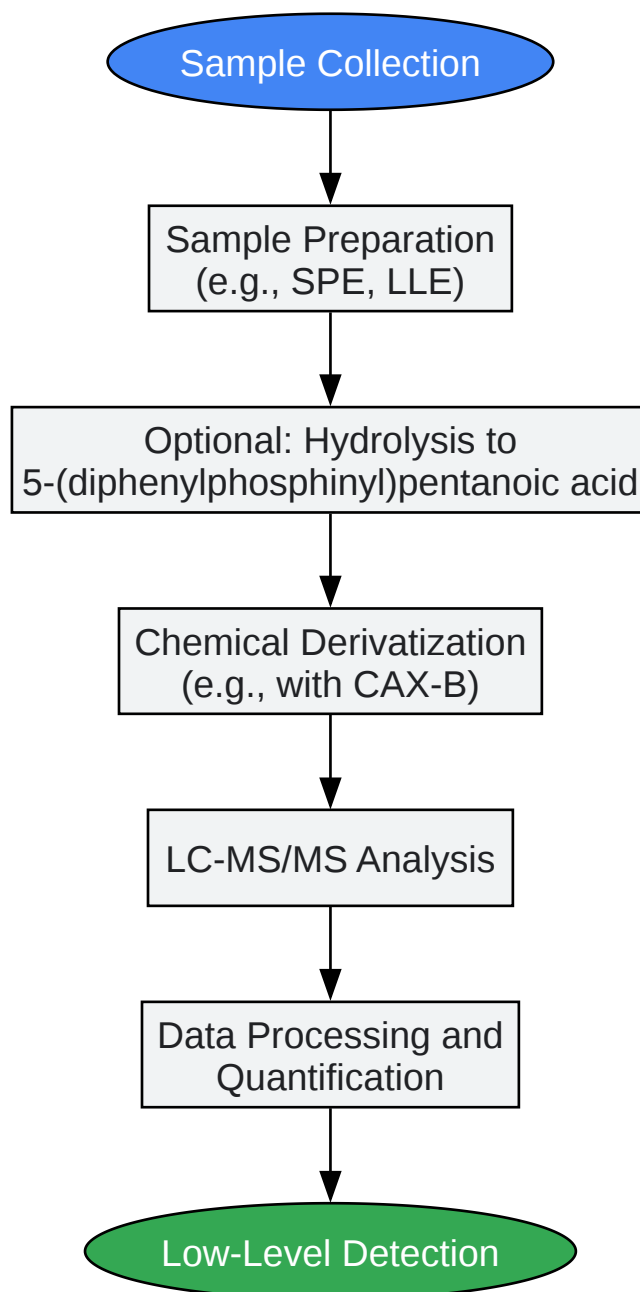 Sample Collection
Sample Preparation
(e.g., SPE, LLE)
Optional: Hydrolysis to
5-(diphenylphosphinyl)pentanoic acid
Chemical Derivatization
(e.g., with CAX-B)
LC-MS/MS Analysis
Data Processing and
Quantification
Low-Level Detection